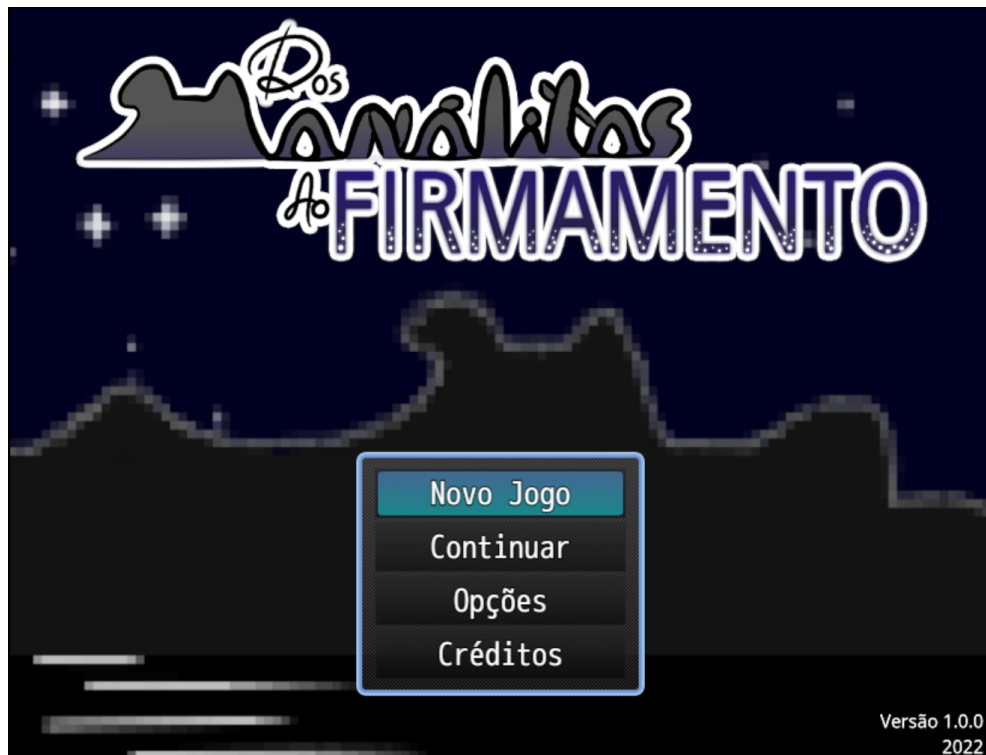 Dos
Monólitos
Ao FIRMAMENTO
Novo Jogo
Continuar
Opções
Créditos
Versão 1.0.0
2022